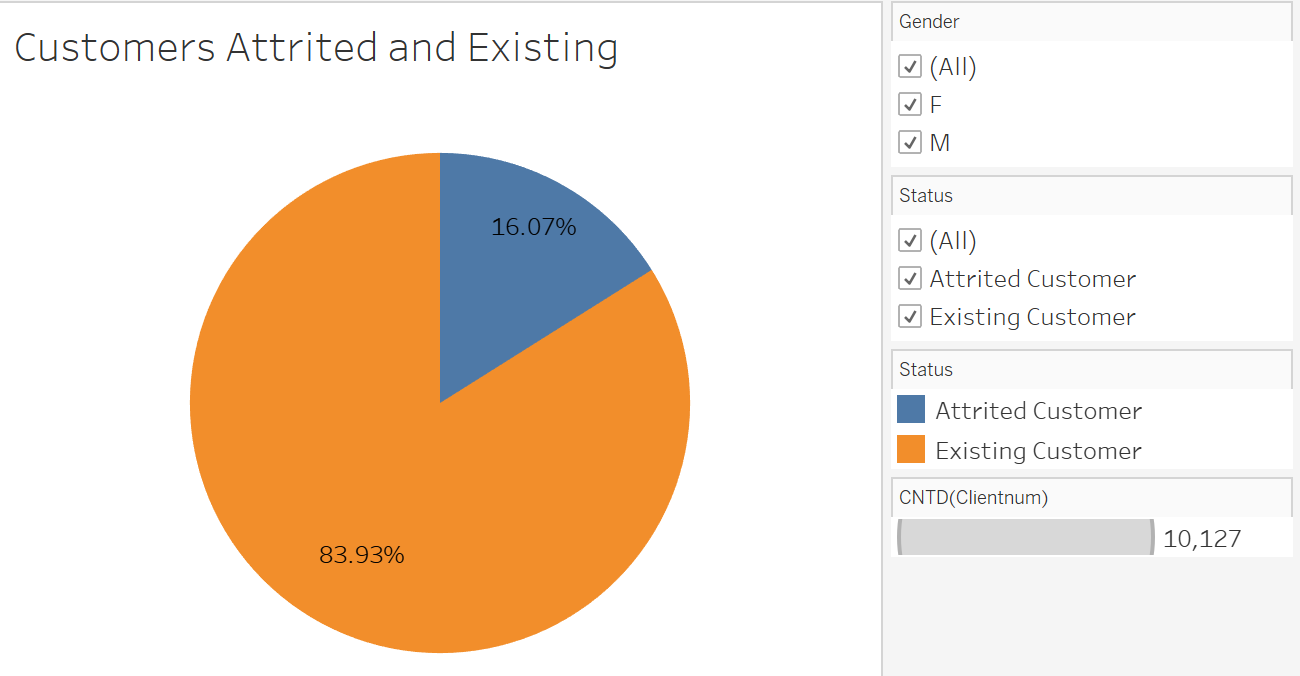 Customers Attrited and Existing
16.07%
83.93%
Gender
(All)
F
M
Status
(All)
Attrited Customer
Existing Customer
Status
Attrited Customer
Existing Customer
CNTD(Clientnum)
10,127